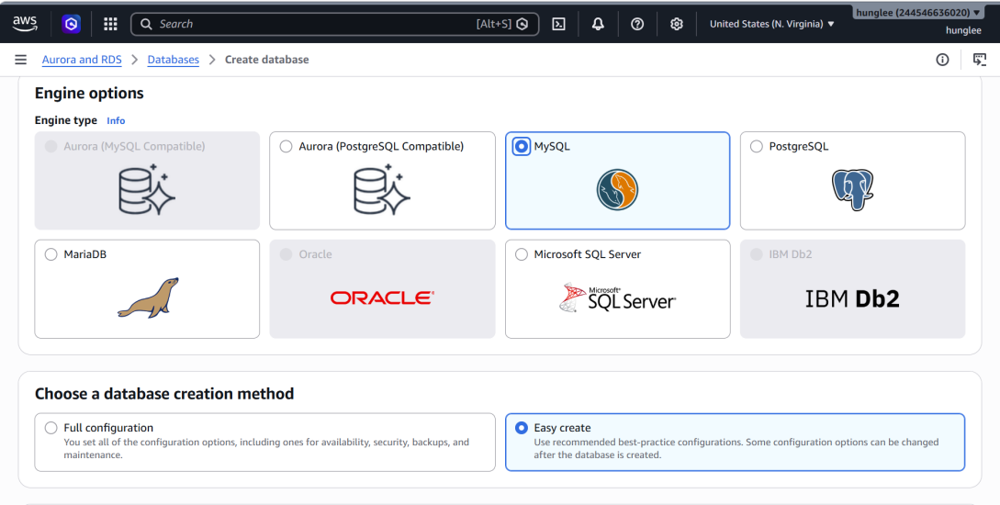 aws
Search
[Alt+S]
United States (N. Virginia) ▼
hunglee (244546636020) ▼
hunglee
Aurora and RDS > Databases > Create database
Engine options
Engine type Info
Aurora (MySQL Compatible)
Aurora (PostgreSQL Compatible)
MySQL
PostgreSQL
MariaDB
Oracle
ORACLE
Microsoft SQL Server
Microsoft®
SQL Server
IBM Db2
IBM Db2
Choose a database creation method
Full configuration
You set all of the configuration options, including ones for availability, security, backups, and
maintenance.
Easy create
Use recommended best-practice configurations. Some configuration options can be changed
after the database is created.